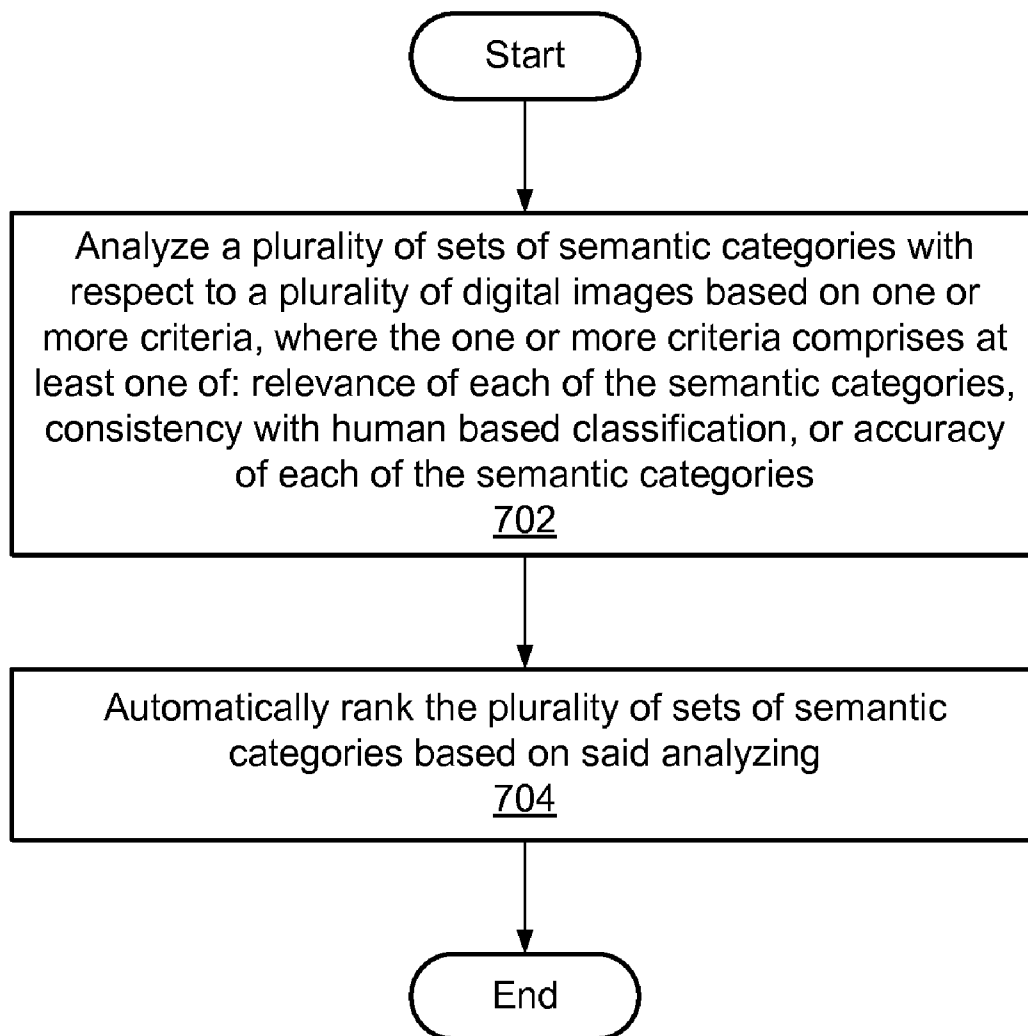 Start
Analyze a plurality of sets of semantic categories with
respect to a plurality of digital images based on one or
more criteria, where the one or more criteria comprises at
least one of: relevance of each of the semantic categories,
consistency with human based classification, or accuracy
of each of the semantic categories
702
Automatically rank the plurality of sets of semantic
categories based on said analyzing
704
End